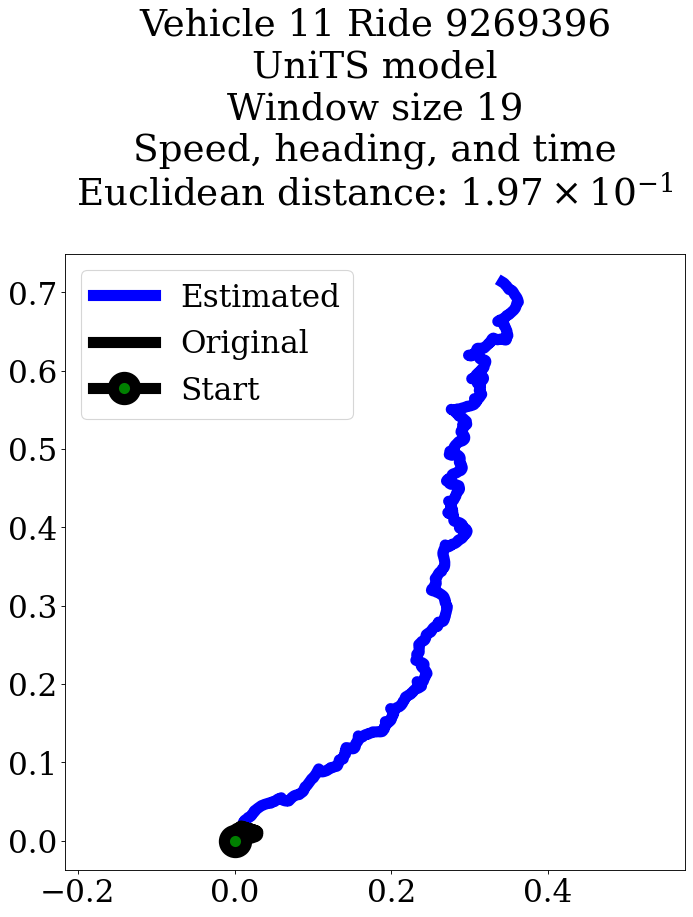 Vehicle 11 Ride 9269396
UniTS model
Window size 19
Speed, heading, and time
Euclidean distance: 1.97 × 10⁻¹
Estimated
Original
Start
0.7
0.6
0.5
0.4
0.3
0.2
0.1
0.0
−0.2 0.0 0.2 0.4